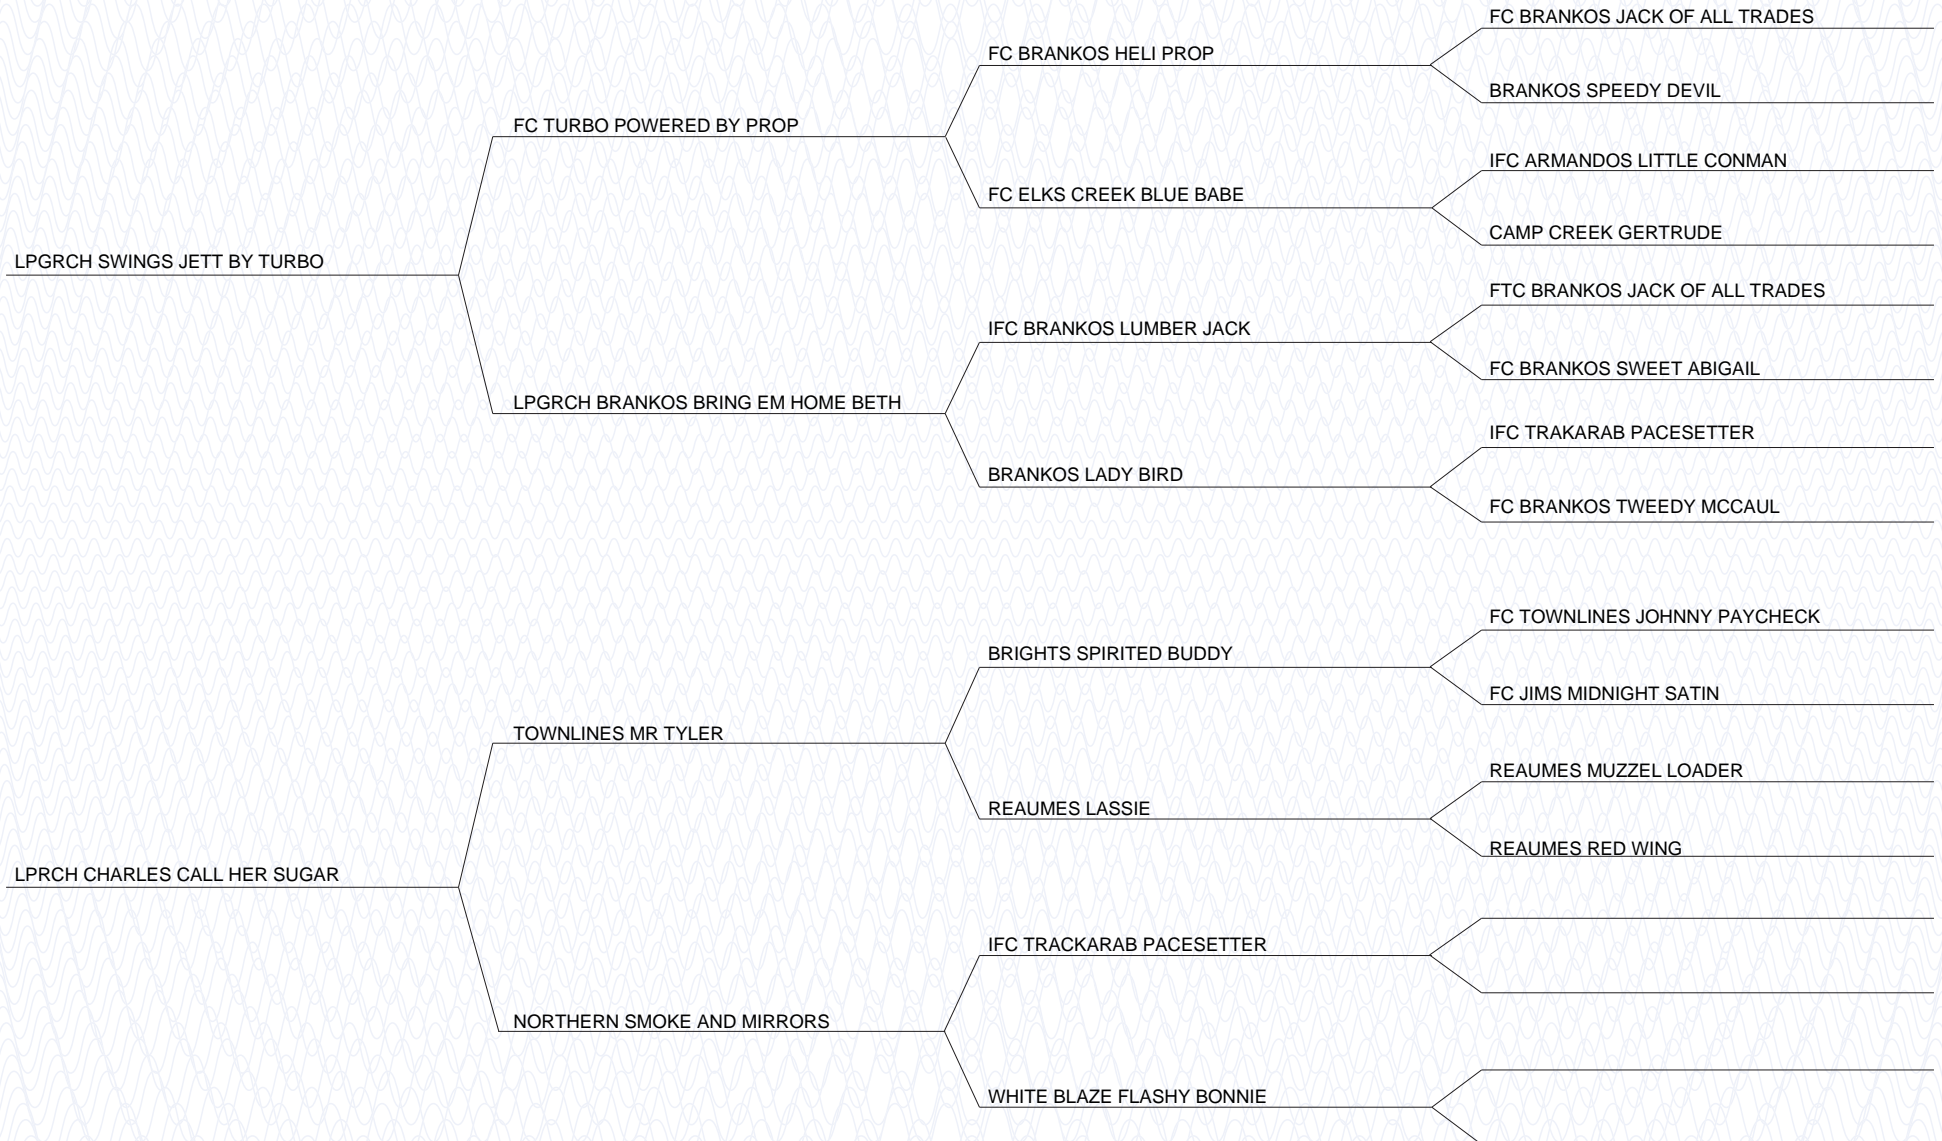 FC BRANKOS JACK OF ALL TRADES
FC BRANKOS HELI PROP
BRANKOS SPEEDY DEVIL
FC TURBO POWERED BY PROP
IFC ARMANDOS LITTLE CONMAN
FC ELKS CREEK BLUE BABE
CAMP CREEK GERTRUDE
LPGRCH SWINGS JETT BY TURBO
FTC BRANKOS JACK OF ALL TRADES
IFC BRANKOS LUMBER JACK
FC BRANKOS SWEET ABIGAIL
LPGRCH BRANKOS BRING EM HOME BETH
IFC TRAKARAB PACESETTER
BRANKOS LADY BIRD
FC BRANKOS TWEEDY MCCAUL
FC TOWNLINES JOHNNY PAYCHECK
BRIGHTS SPIRITED BUDDY
FC JIMS MIDNIGHT SATIN
TOWNLINES MR TYLER
REAUMES MUZZEL LOADER
REAUMES LASSIE
REAUMES RED WING
LPRCH CHARLES CALL HER SUGAR
IFC TRACKARAB PACESETTER
NORTHERN SMOKE AND MIRRORS
WHITE BLAZE FLASHY BONNIE